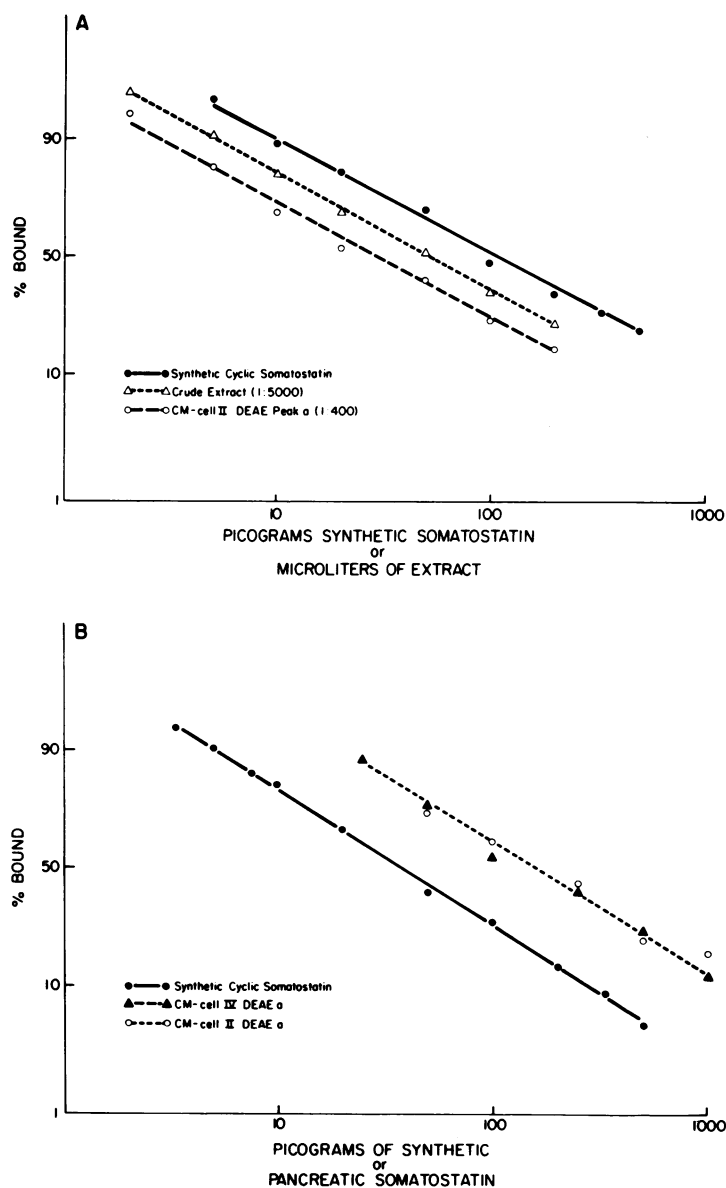 A
90
50
10
1
% BOUND
Synthetic Cyclic Somatostatin
Crude Extract (1:5000)
CM-cell II DEAE Peak a (1:400)
10
100
1000
PICOGRAMS SYNTHETIC SOMATOSTATIN
or
MICROLITERS OF EXTRACT
B
90
50
10
1
% BOUND
Synthetic Cyclic Somatostatin
CM-cell IV DEAE a
CM-cell II DEAE a
10
100
1000
PICOGRAMS OF SYNTHETIC
or
PANCREATIC SOMATOSTATIN